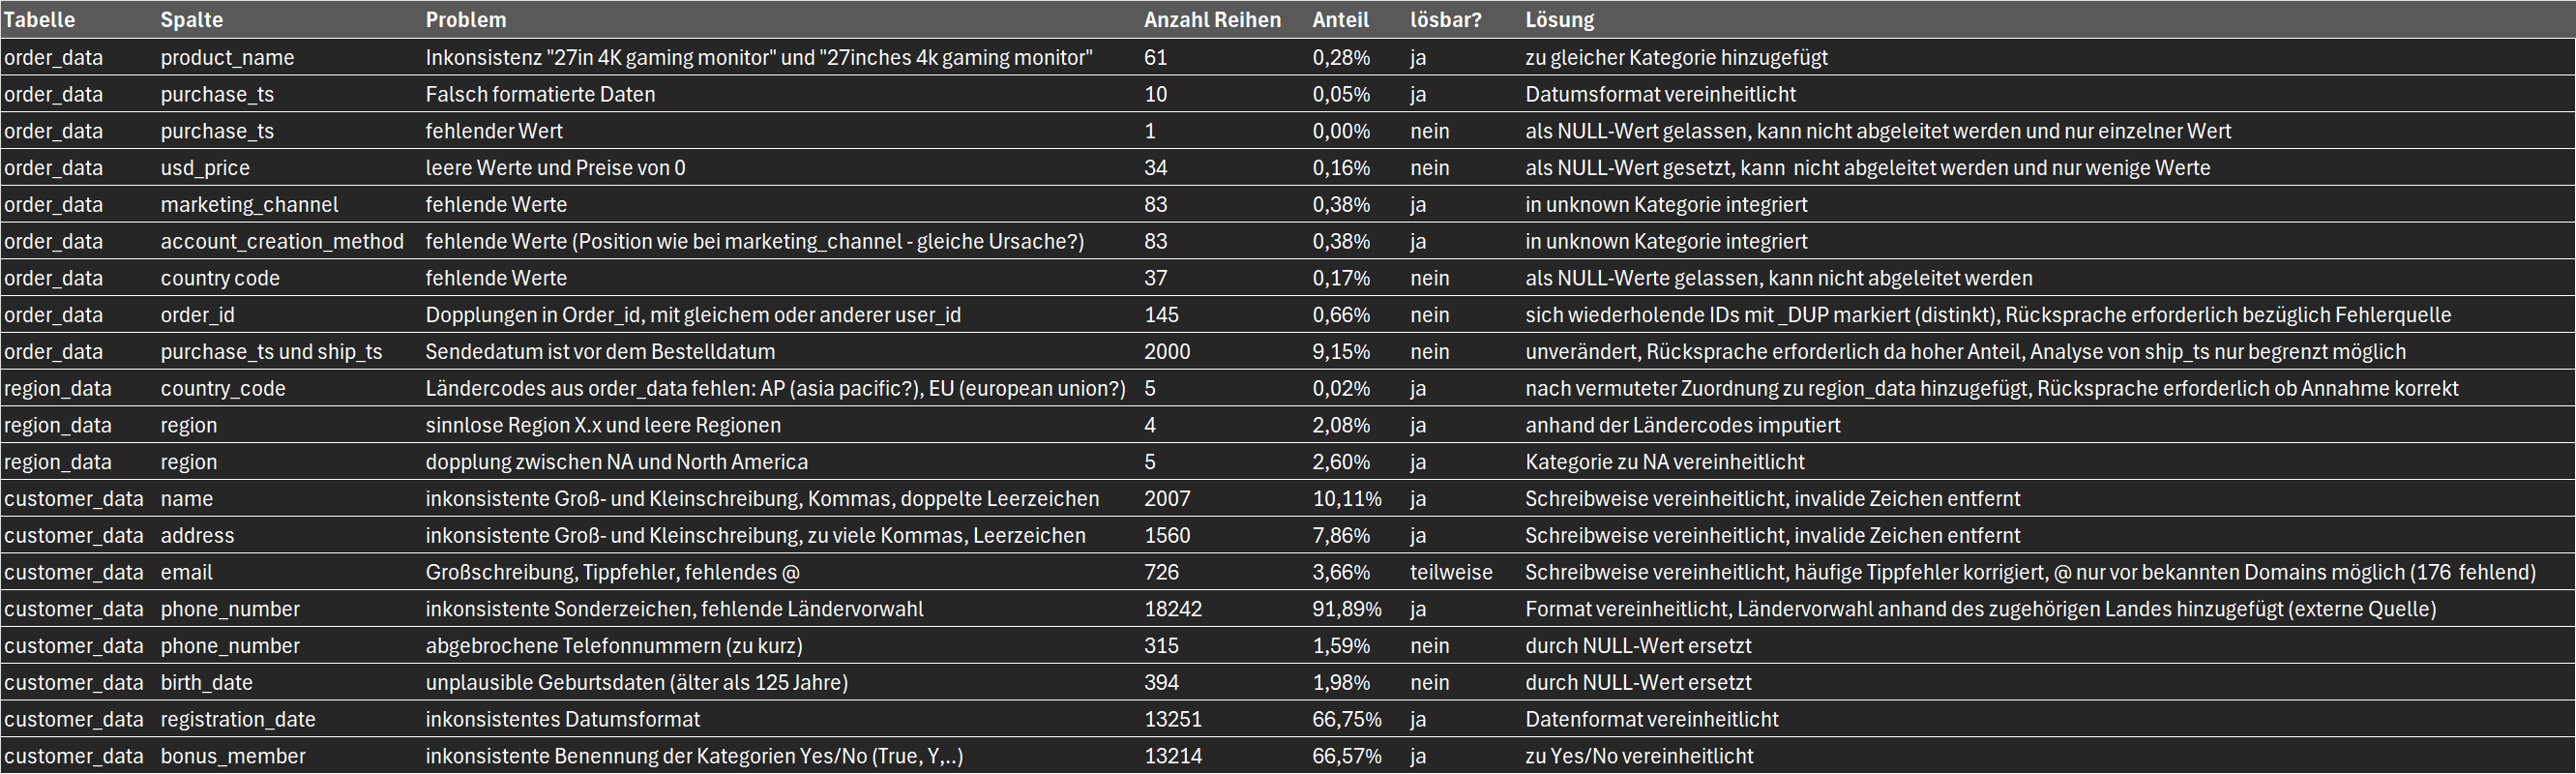 Tabelle Spalte Problem Anzahl Reihen Anteil lösbar? Lösung
order_data product_name Inkonsistenz "27in 4K gaming monitor" und "27inches 4k gaming monitor" 61 0,28% ja zu gleicher Kategorie hinzugefügt
order_data purchase_ts Falsch formatierte Daten 10 0,05% ja Datumsformat vereinheitlicht
order_data purchase_ts fehlender Wert 1 0,00% nein als NULL-Wert gelassen, kann nicht abgeleitet werden und nur einzelner Wert
order_data usd_price leere Werte und Preise von 0 34 0,16% nein als NULL-Wert gesetzt, kann  nicht abgeleitet werden und nur wenige Werte
order_data marketing_channel fehlende Werte 83 0,38% ja in unknown Kategorie integriert
order_data account_creation_method fehlende Werte (Position wie bei marketing_channel - gleiche Ursache?) 83 0,38% ja in unknown Kategorie integriert
order_data country code fehlende Werte 37 0,17% nein als NULL-Werte gelassen, kann nicht abgeleitet werden
order_data order_id Dopplungen in Order_id, mit gleichem oder anderer user_id 145 0,66% nein sich wiederholende IDs mit _DUP markiert (distinkt), Rücksprache erforderlich bezüglich Fehlerquelle
order_data purchase_ts und ship_ts Sendedatum ist vor dem Bestelldatum 2000 9,15% nein unverändert, Rücksprache erforderlich da hoher Anteil, Analyse von ship_ts nur begrenzt möglich
region_data country_code Ländercodes aus order_data fehlen: AP (asia pacific?), EU (european union?) 5 0,02% ja nach vermuteter Zuordnung zu region_data hinzugefügt, Rücksprache erforderlich ob Annahme korrekt
region_data region sinnlose Region X.x und leere Regionen 4 2,08% ja anhand der Ländercodes imputiert
region_data region dopplung zwischen NA und North America 5 2,60% ja Kategorie zu NA vereinheitlicht
customer_data name inkonsistente Groß- und Kleinschreibung, Kommas, doppelte Leerzeichen 2007 10,11% ja Schreibweise vereinheitlicht, invalide Zeichen entfernt
customer_data address inkonsistente Groß- und Kleinschreibung, zu viele Kommas, Leerzeichen 1560 7,86% ja Schreibweise vereinheitlicht, invalide Zeichen entfernt
customer_data email Großschreibung, Tippfehler, fehlendes @ 726 3,66% teilweise Schreibweise vereinheitlicht, häufige Tippfehler korrigiert, @ nur vor bekannten Domains möglich (176  fehlend)
customer_data phone_number inkonsistente Sonderzeichen, fehlende Ländervorwahl 18242 91,89% ja Format vereinheitlicht, Ländervorwahl anhand des zugehörigen Landes hinzugefügt (externe Quelle)
customer_data phone_number abgebrochene Telefonnummern (zu kurz) 315 1,59% nein durch NULL-Wert ersetzt
customer_data birth_date unplausible Geburtsdaten (älter als 125 Jahre) 394 1,98% nein durch NULL-Wert ersetzt
customer_data registration_date inkonsistentes Datumsformat 13251 66,75% ja Datenformat vereinheitlicht
customer_data bonus_member inkonsistente Benennung der Kategorien Yes/No (True, Y,..) 13214 66,57% ja zu Yes/No vereinheitlicht